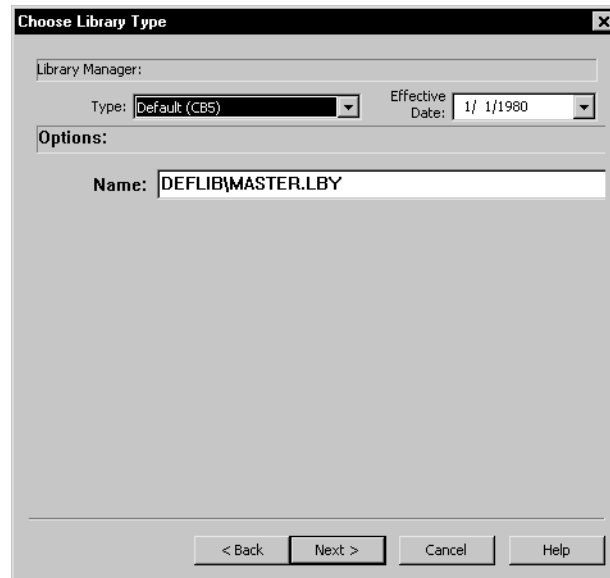 Choose Library Type
Library Manager:
Type: Default (CB5)
Effective
Date: 1/ 1/1980
Options:
Name: DEFLIB\MASTER.LBY
< Back Next > Cancel Help